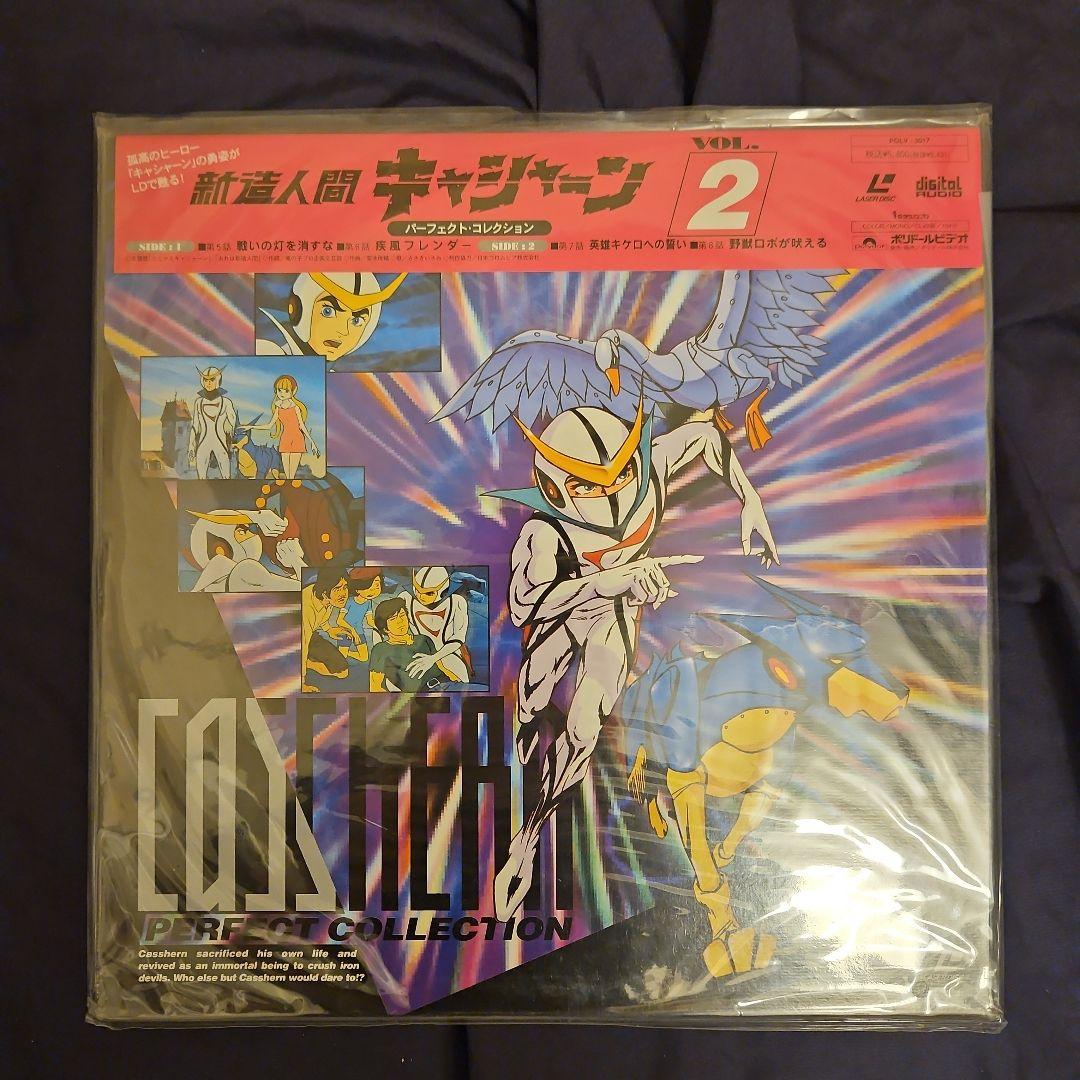 孤高のヒーロー
「キャシャーン」の勇姿が
LDで甦る!
新造人間 キャシャーン
パーフェクト・コレクション
VOL.
2
POLV-3017
LASER DISC
digital
AUDIO
ポリドールビデオ
SIDE:1 ■第5話 戦いの灯を消すな ■第6話 疾風フレンダー SIDE:2 ■第7話 英雄キケロへの誓い ■第8話 野獣ロボが吠える
CASSHERN
PERFECT COLLECTION
Casshern sacrificed his own life and
revived as an immortal being to crush iron
devils. Who else but Casshern would dare to!?